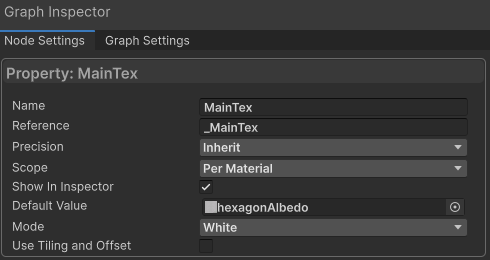 Graph Inspector
Node Settings Graph Settings
Property: MainTex
Name MainTex
Reference _MainTex
Precision Inherit
Scope Per Material
Show In Inspector
Default Value hexagonAlbedo
Mode White
Use Tiling and Offset